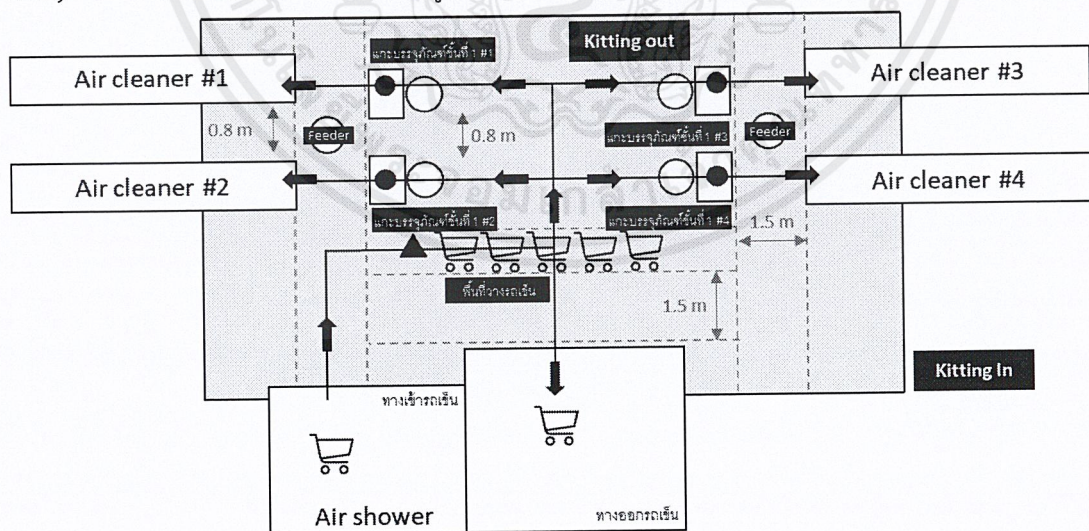 แกะบรรจุภัณฑ์ชั้นที่ 1 #1
Kitting out
Air cleaner #1
Air cleaner #3
0.8 m
Feeder
0.8 m
แกะบรรจุภัณฑ์ชั้นที่ 1 #3
Feeder
Air cleaner #2
Air cleaner #4
แกะบรรจุภัณฑ์ชั้นที่ 1 #2
แกะบรรจุภัณฑ์ชั้นที่ 1 #4
1.5 m
พื้นที่วางรถเข็น
1.5 m
Kitting In
ทางเข้ารถเข็น
Air shower
ทางออกรถเข็น